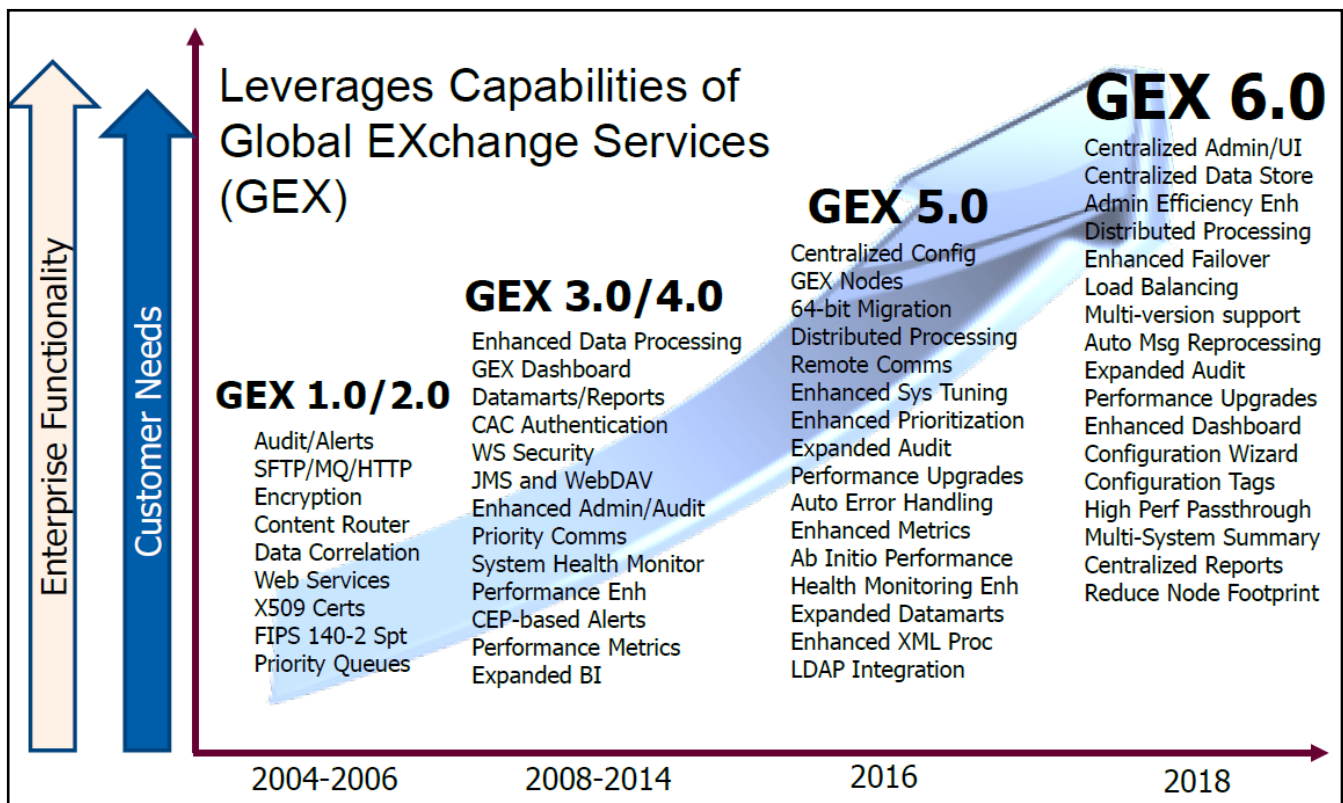 Leverages Capabilities of
Global EXchange Services
(GEX)
Enterprise Functionality
Customer Needs
GEX 1.0/2.0
Audit/Alerts
SFTP/MQ/HTTP
Encryption
Content Router
Data Correlation
Web Services
X509 Certs
FIPS 140-2 Spt
Priority Queues
GEX 3.0/4.0
Enhanced Data Processing
GEX Dashboard
Datamarts/Reports
CAC Authentication
WS Security
JMS and WebDAV
Enhanced Admin/Audit
Priority Comms
System Health Monitor
Performance Enh
CEP-based Alerts
Performance Metrics
Expanded BI
GEX 5.0
Centralized Config
GEX Nodes
64-bit Migration
Distributed Processing
Remote Comms
Enhanced Sys Tuning
Enhanced Prioritization
Expanded Audit
Performance Upgrades
Auto Error Handling
Enhanced Metrics
Ab Initio Performance
Health Monitoring Enh
Expanded Datamarts
Enhanced XML Proc
LDAP Integration
GEX 6.0
Centralized Admin/UI
Centralized Data Store
Admin Efficiency Enh
Distributed Processing
Enhanced Failover
Load Balancing
Multi-version support
Auto Msg Reprocessing
Expanded Audit
Performance Upgrades
Enhanced Dashboard
Configuration Wizard
Configuration Tags
High Perf Passthrough
Multi-System Summary
Centralized Reports
Reduce Node Footprint
2004-2006
2008-2014
2016
2018